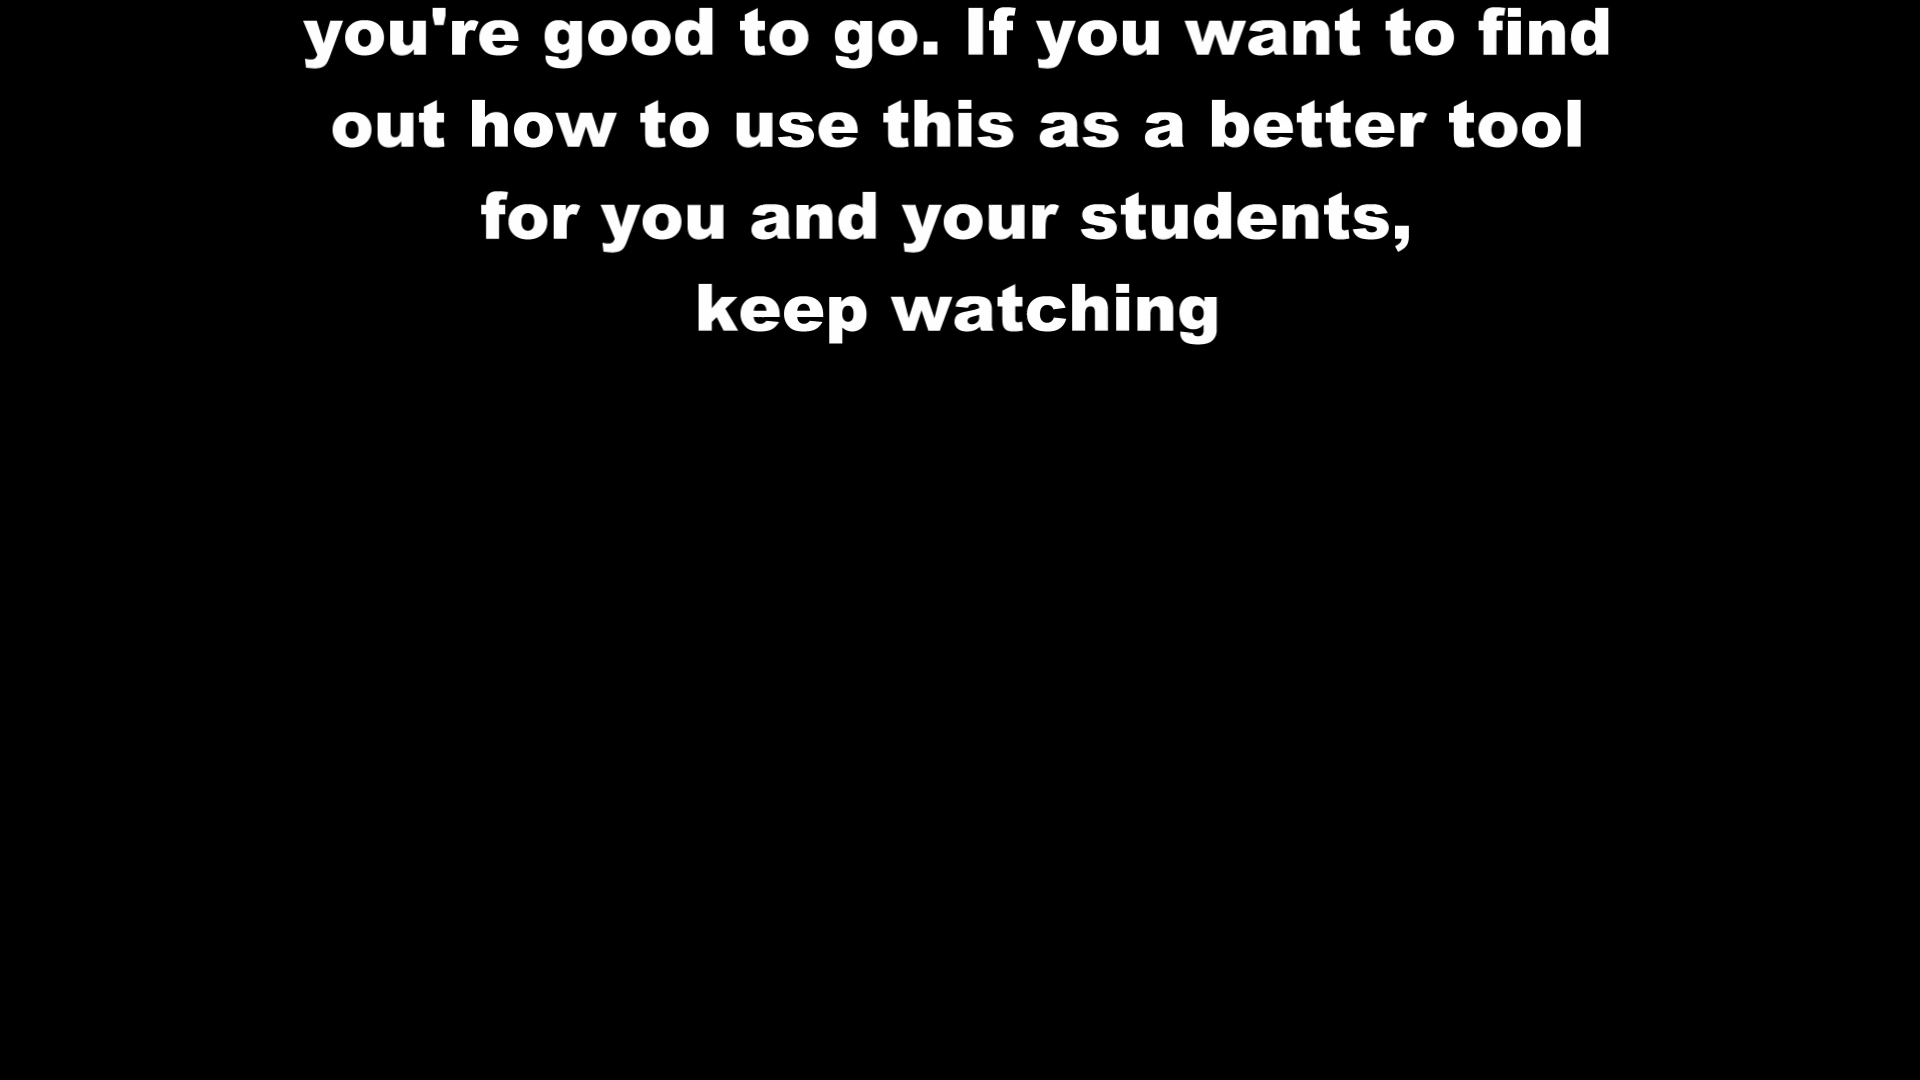 you're good to go. If you want to find
out how to use this as a better tool
for you and your students,
keep watching